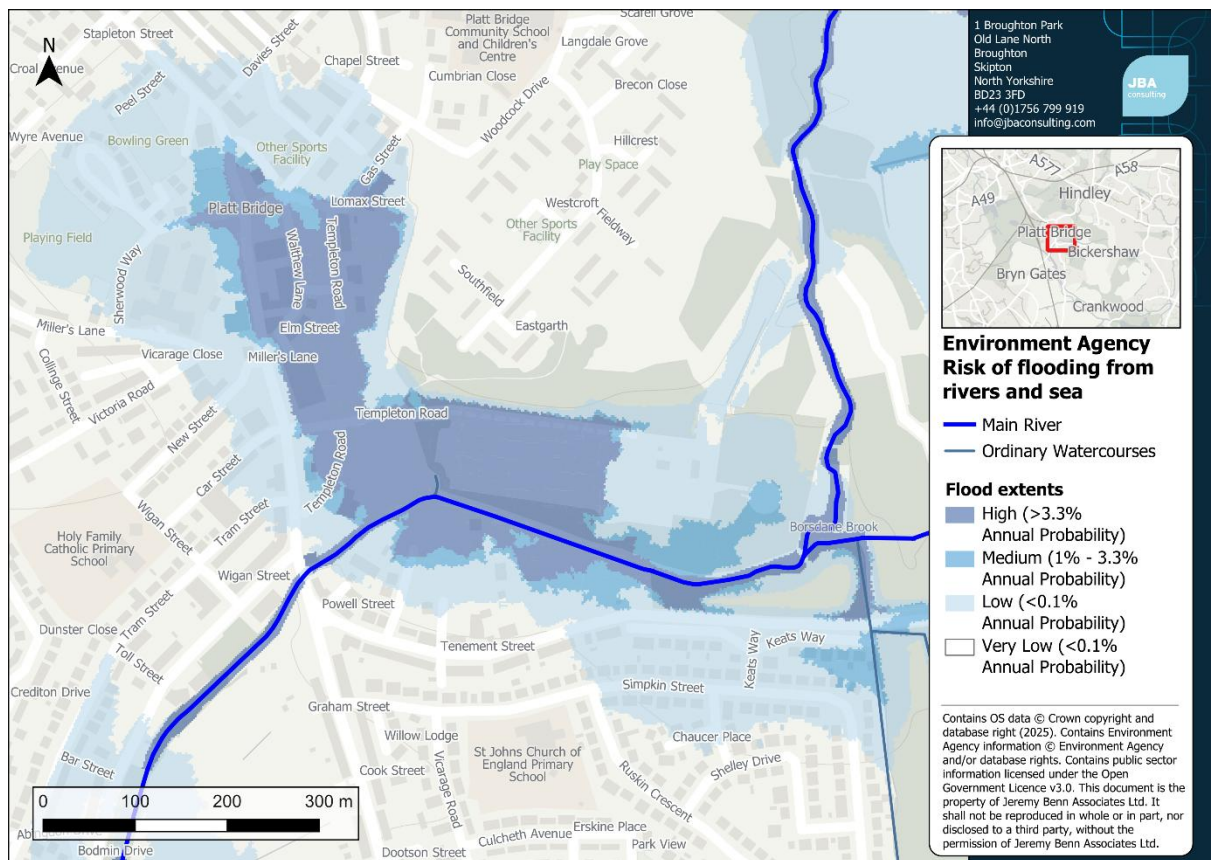 N
Stapleton Street
Croal Avenue
Peel Street
Davies Street
Chapel Street
Platt Bridge
Community School
and Children's
Centre
Scafell Grove
Langdale Grove
Cumbrian Close
Woodcock Drive
Brecon Close
Wyre Avenue
Bowling Green
Other Sports
Facility
Gas Street
Hillcrest
Play Space
Platt Bridge
Lomax Street
Westcroft
Fieldway
Other Sports
Facility
Playing Field
Sherwood Way
Walthew Lane
Templeton Road
Southfield
Eastgarth
Miller's Lane
Elm Street
Vicarage Close
Miller's Lane
Collinge Street
Victoria Road
New Street
Templeton Road
Templeton Road
Car Street
Wigan Street
Tram Street
Holy Family
Catholic Primary
School
Borsdane Brook
Wigan Street
Powell Street
Dunster Close
Tram Street
Toll Street
Tenement Street
Keats Way
Keats Way
Crediton Drive
Simpkin Street
Graham Street
Willow Lodge
Chaucer Place
Bar Street
Cook Street
Vicarage Road
St Johns Church of
England Primary
School
Shelley Drive
Ruskin Crescent
0 100 200 300 m
Bodmin Drive
Culcheth Avenue
Erskine Place
Park View
Dootson Street
1 Broughton Park
Old Lane North
Broughton
Skipton
North Yorkshire
BD23 3FD
+44 (0)1756 799 919
info@jbaconsulting.com
JBA
consulting
A577
A58
A49
Hindley
Platt Bridge
Bickershaw
Bryn Gates
Crankwood
Environment Agency
Risk of flooding from
rivers and sea
Main River
Ordinary Watercourses
Flood extents
High (>3.3%
Annual Probability)
Medium (1% - 3.3%
Annual Probability)
Low (<0.1%
Annual Probability)
Very Low (<0.1%
Annual Probability)
Contains OS data © Crown copyright and
database right (2025). Contains Environment
Agency information © Environment Agency
and/or database rights. Contains public sector
information licensed under the Open
Government Licence v3.0. This document is the
property of Jeremy Benn Associates Ltd. It
shall not be reproduced in whole or in part, nor
disclosed to a third party, without the
permission of Jeremy Benn Associates Ltd.